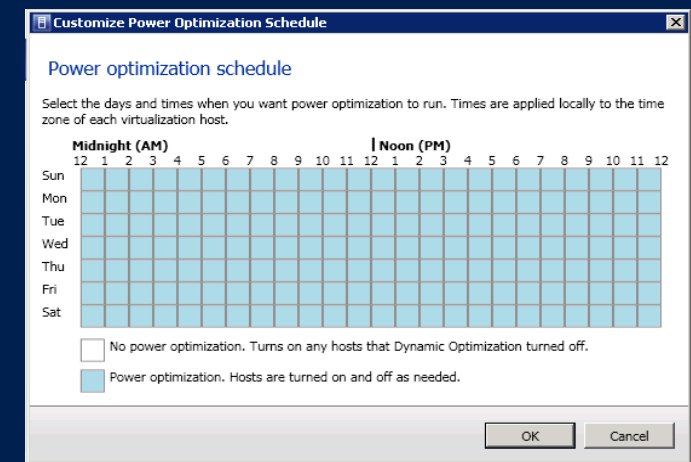 Customize Power Optimization Schedule
Power optimization schedule
Select the days and times when you want power optimization to run. Times are applied locally to the time
zone of each virtualization host.
Midnight (AM) Noon (PM)
12 1 2 3 4 5 6 7 8 9 10 11 12 1 2 3 4 5 6 7 8 9 10 11 12
Sun
Mon
Tue
Wed
Thu
Fri
Sat
No power optimization. Turns on any hosts that Dynamic Optimization turned off.
Power optimization. Hosts are turned on and off as needed.
OK Cancel